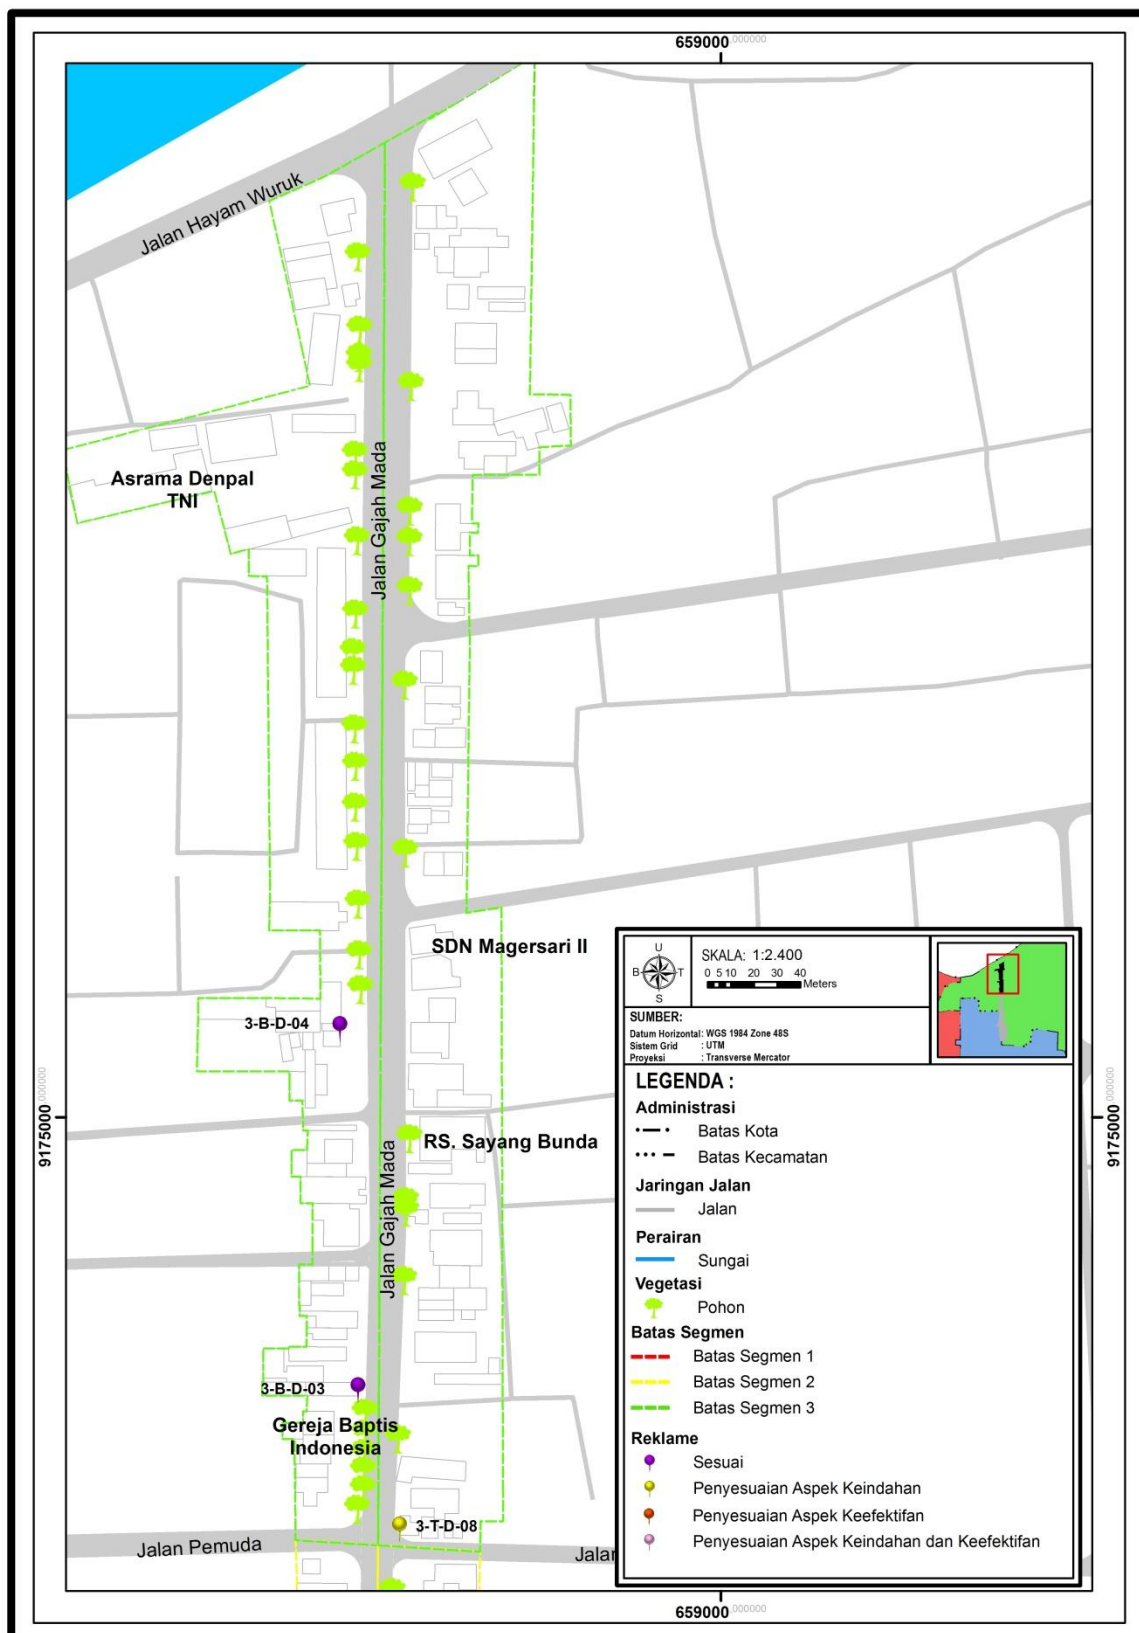 659000.000000
Jalan Hayam Wuruk
Asrama Denpal
TNI
Jalan Gajah Mada
SDN Magersari II
3-B-D-04
9175000.000000
9175000.000000
RS. Sayang Bunda
Jalan Gajah Mada
3-B-D-03
Gereja Baptis
Indonesia
3-T-D-08
Jalan Pemuda
Jalan
U
B T
S
SKALA: 1:2.400
0 5 10 20 30 40
Meters
SUMBER:
Datum Horizontal: WGS 1984 Zone 48S
Sistem Grid : UTM
Proyeksi : Transverse Mercator
LEGENDA :
Administrasi
Batas Kota
Batas Kecamatan
Jaringan Jalan
Jalan
Perairan
Sungai
Vegetasi
Pohon
Batas Segmen
Batas Segmen 1
Batas Segmen 2
Batas Segmen 3
Reklame
Sesuai
Penyesuaian Aspek Keindahan
Penyesuaian Aspek Keefektifan
Penyesuaian Aspek Keindahan dan Keefektifan
659000.000000